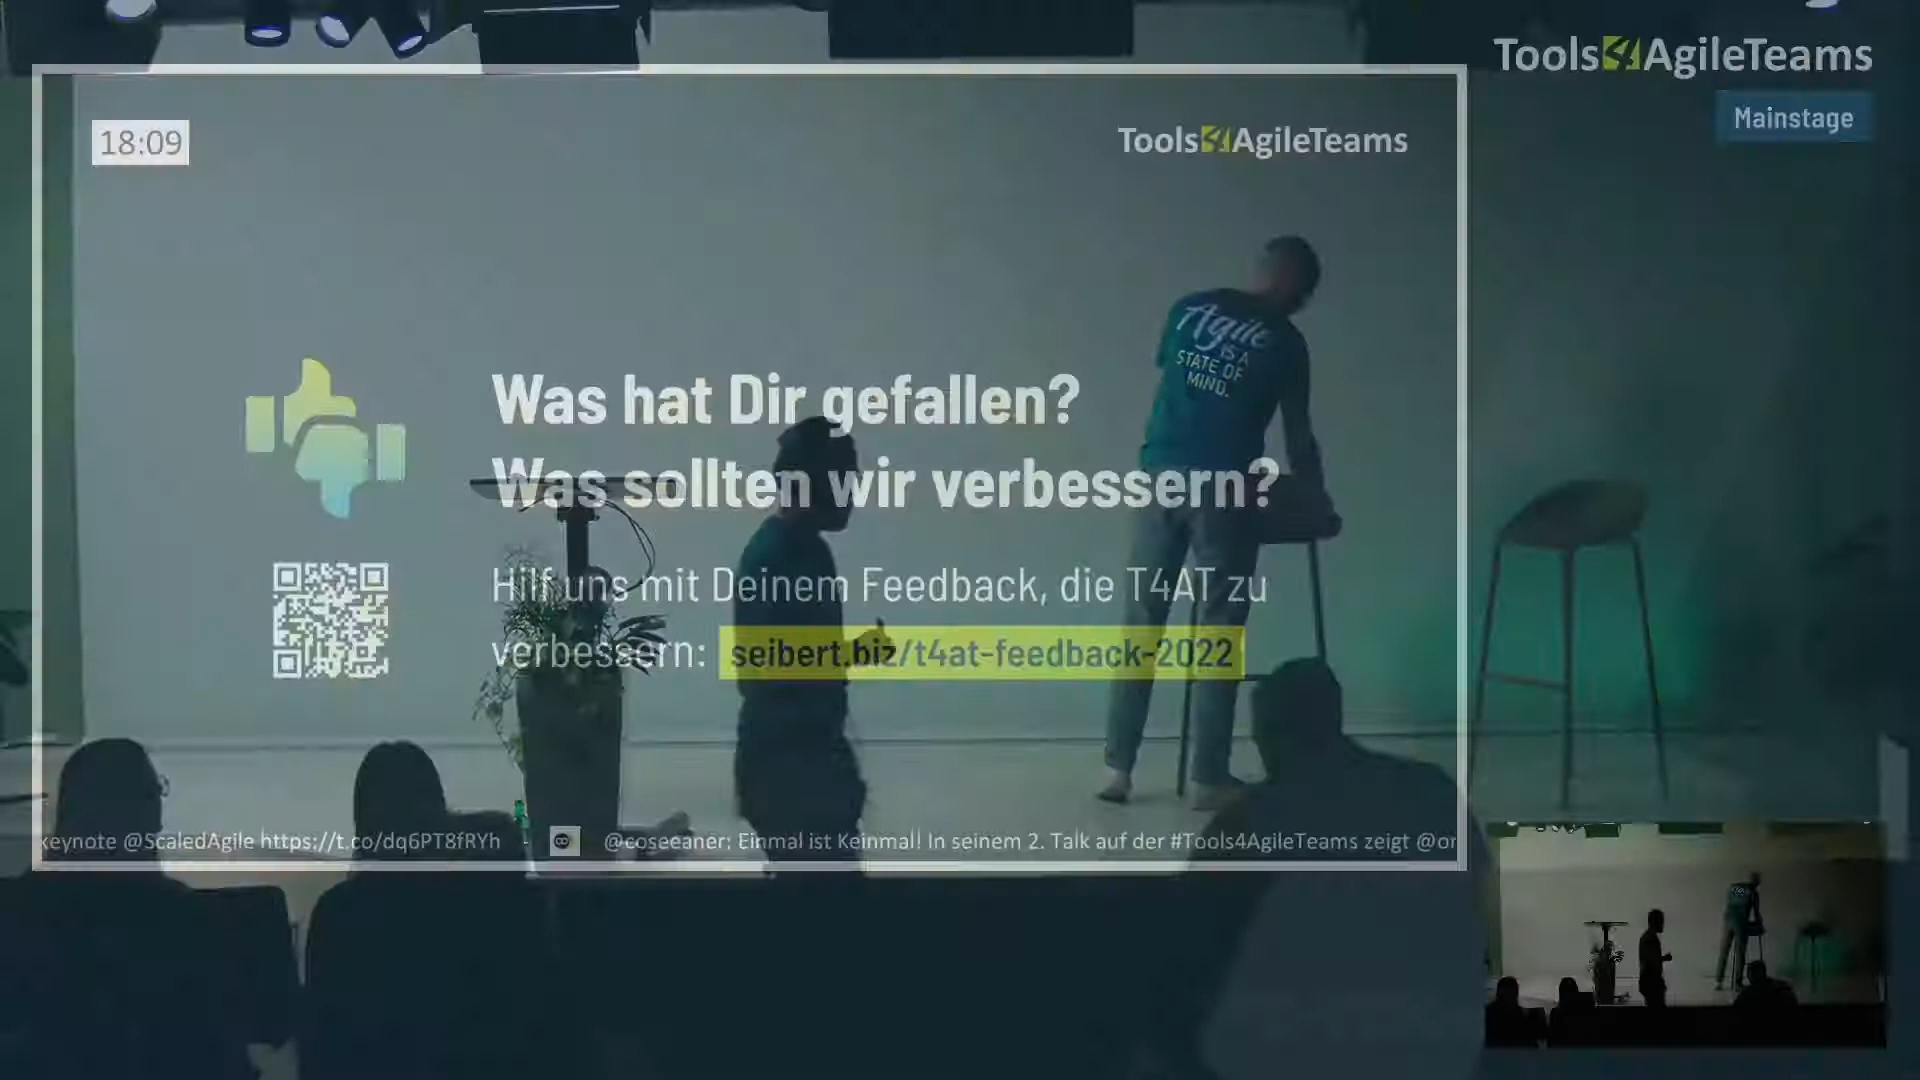 Tools4AgileTeams
Mainstage
18:09
Tools4AgileTeams
Agile
IS A
STATE OF
MIND.
Was hat Dir gefallen?
Was sollten wir verbessern?
Hilf uns mit Deinem Feedback, die T4AT zu
verbessern: seibert.biz/t4at-feedback-2022
keynote @ScaledAgile https://t.co/dq6PT8fRYh - @coseeaner: Einmal ist Keinmal! In seinem 2. Talk auf der #Tools4AgileTeams zeigt @or